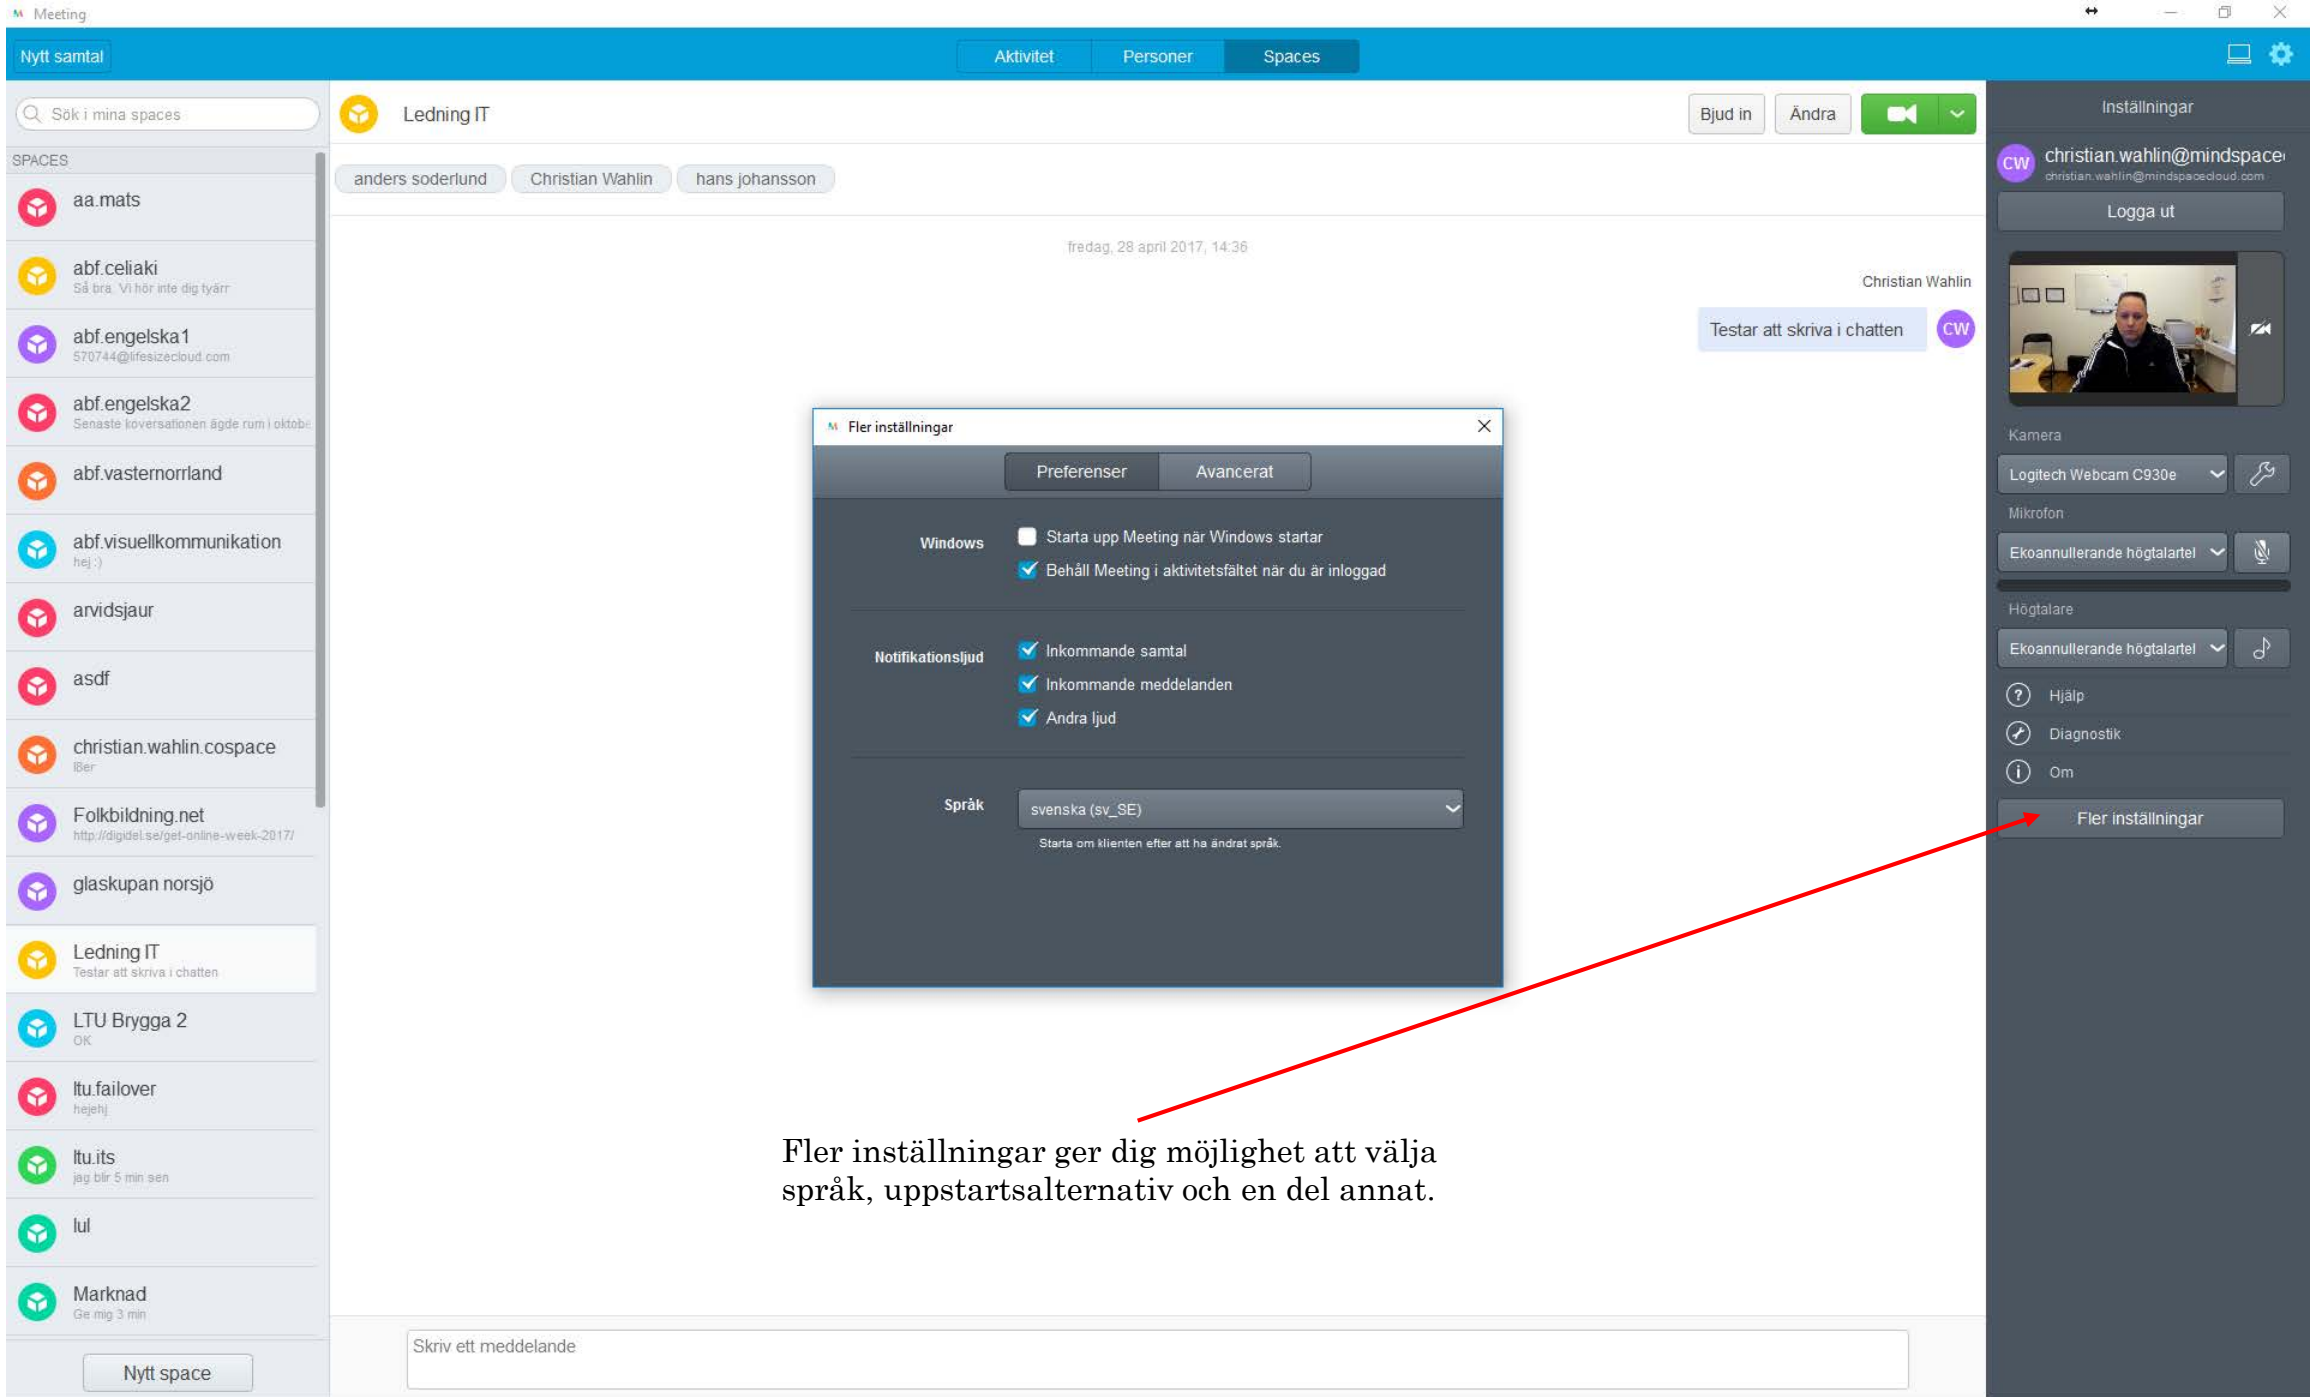 Meeting
Nytt samtal
Aktivitet
Personer
Spaces
Sök i mina spaces
SPACES
aa.mats
abf.celiaki
Så bra. Vi hör inte dig tyärr
abf.engelska1
570744@lifesizecloud.com
abf.engelska2
Senaste koversationen ägde rum i oktobe
abf.vasternorrland
abf.visuellkommunikation
hej :)
arvidsjaur
asdf
christian.wahlin.cospace
Folkbildning.net
http://digidel.se/get-online-week-2017/
glaskupan norsjö
Ledning IT
Testar att skriva i chatten
LTU Brygga 2
OK
ltu.failover
hejehj
ltu.its
jag blir 5 min sen
lul
Marknad
Ge mig 3 min
Nytt space
Ledning IT
Bjud in
Ändra
anders soderlund
Christian Wahlin
hans johansson
fredag, 28 april 2017, 14:36
Christian Wahlin
Testar att skriva i chatten
CW
Fler inställningar
Preferenser
Avancerat
Windows
Starta upp Meeting när Windows startar
Behåll Meeting i aktivitetsfältet när du är inloggad
Notifikationsljud
Inkommande samtal
Inkommande meddelanden
Andra ljud
Språk
svenska (sv_SE)
Starta om klienten efter att ha ändrat språk.
Fler inställningar ger dig möjlighet att välja
språk, uppstartsalternativ och en del annat.
Skriv ett meddelande
Inställningar
CW
christian.wahlin@mindspace
christian.wahlin@mindspacecloud.com
Logga ut
Kamera
Logitech Webcam C930e
Mikrofon
Ekoannullerande högtalartel
Högtalare
Ekoannullerande högtalartel
Hjälp
Diagnostik
Om
Fler inställningar